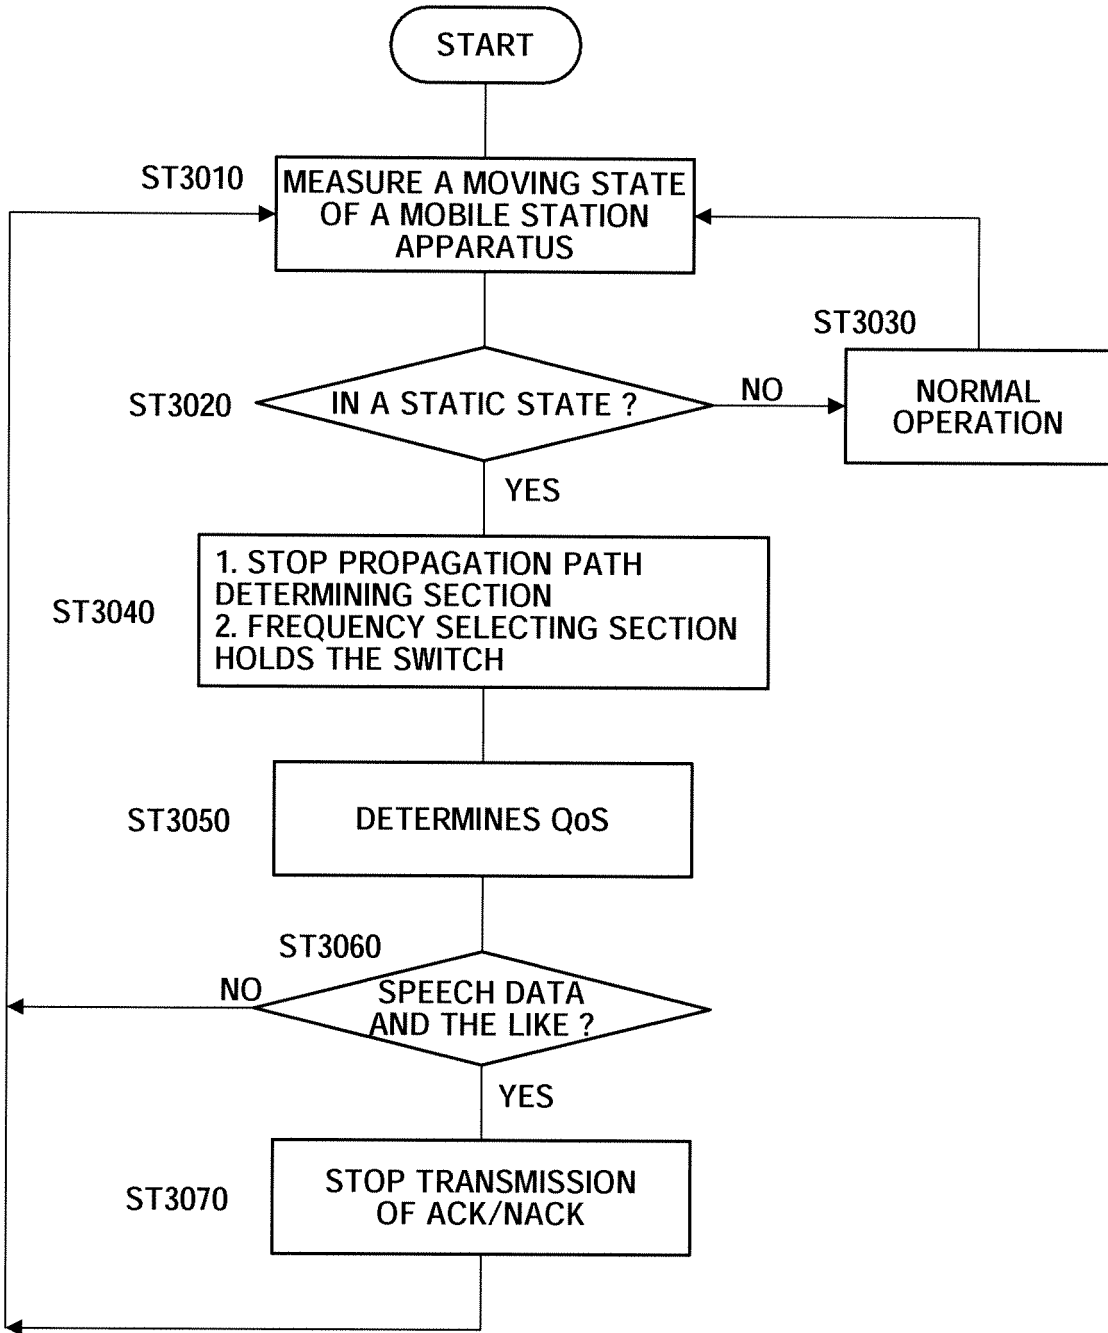 START
ST3010
MEASURE A MOVING STATE
OF A MOBILE STATION
APPARATUS
ST3030
NORMAL
OPERATION
ST3020
IN A STATIC STATE ?
NO
YES
ST3040
1. STOP PROPAGATION PATH
DETERMINING SECTION
2. FREQUENCY SELECTING SECTION
HOLDS THE SWITCH
ST3050
DETERMINES QoS
ST3060
NO
SPEECH DATA
AND THE LIKE ?
YES
ST3070
STOP TRANSMISSION
OF ACK/NACK